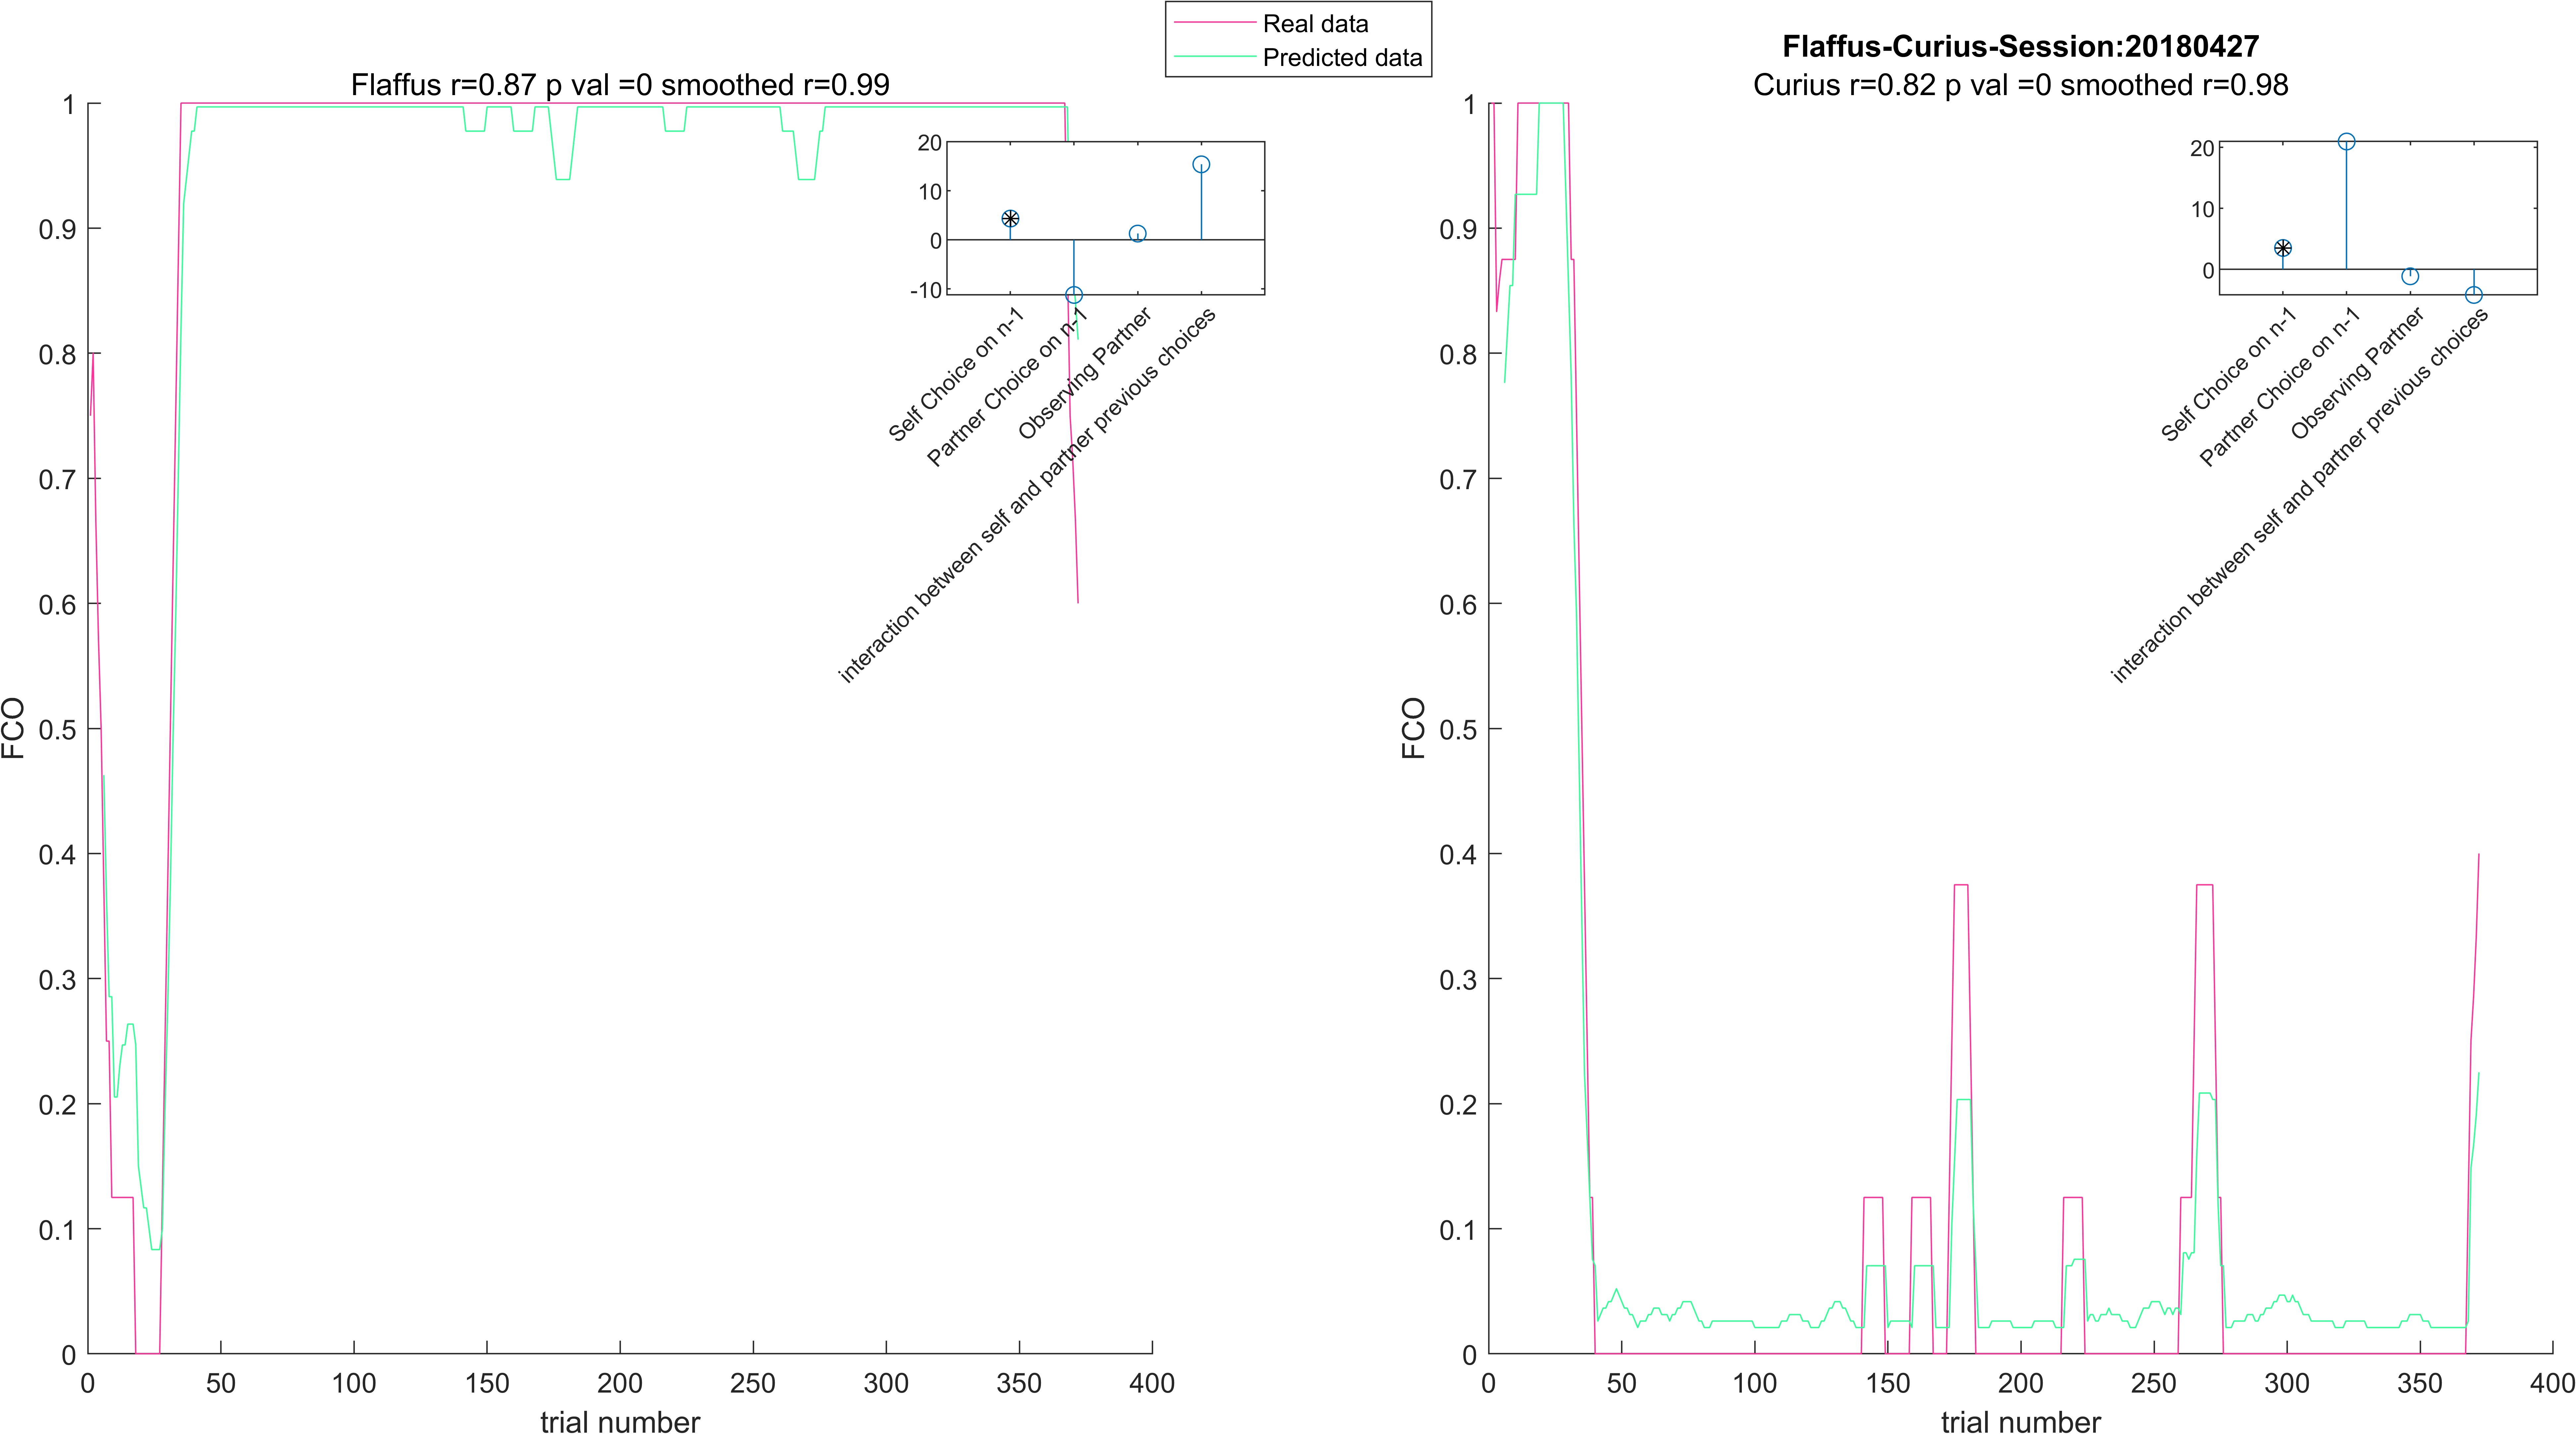 Real data
Predicted data
Flaffus r=0.87 p val =0 smoothed r=0.99
FCO
1
0.9
0.8
0.7
0.6
0.5
0.4
0.3
0.2
0.1
0
0
50
100
150
200
250
300
350
400
trial number
20
10
0
-10
Self Choice on n-1
Partner Choice on n-1
Observing Partner
interaction between self and partner previous choices
Flaffus-Curius-Session:20180427
Curius r=0.82 p val =0 smoothed r=0.98
FCO
1
0.9
0.8
0.7
0.6
0.5
0.4
0.3
0.2
0.1
0
0
50
100
150
200
250
300
350
400
trial number
20
10
0
Self Choice on n-1
Partner Choice on n-1
Observing Partner
interaction between self and partner previous choices